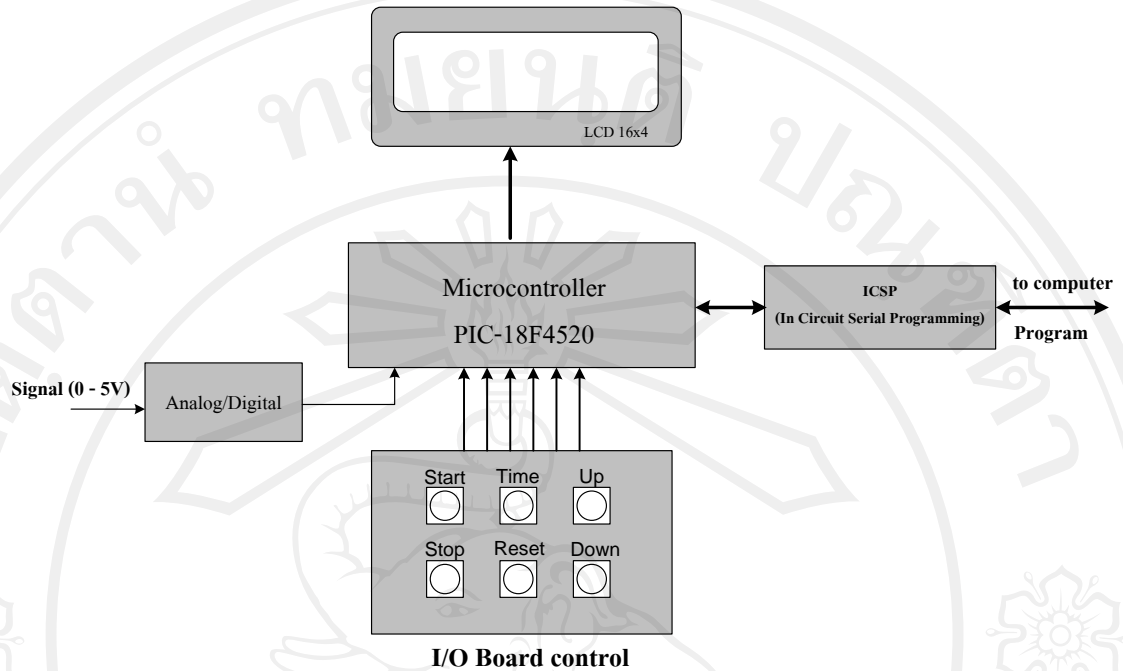 LCD 16x4
Microcontroller
PIC-18F4520
ICSP
(In Circuit Serial Programming)
to computer
Program
Signal (0 - 5V)
Analog/Digital
Start Time Up
Stop Reset Down
I/O Board control